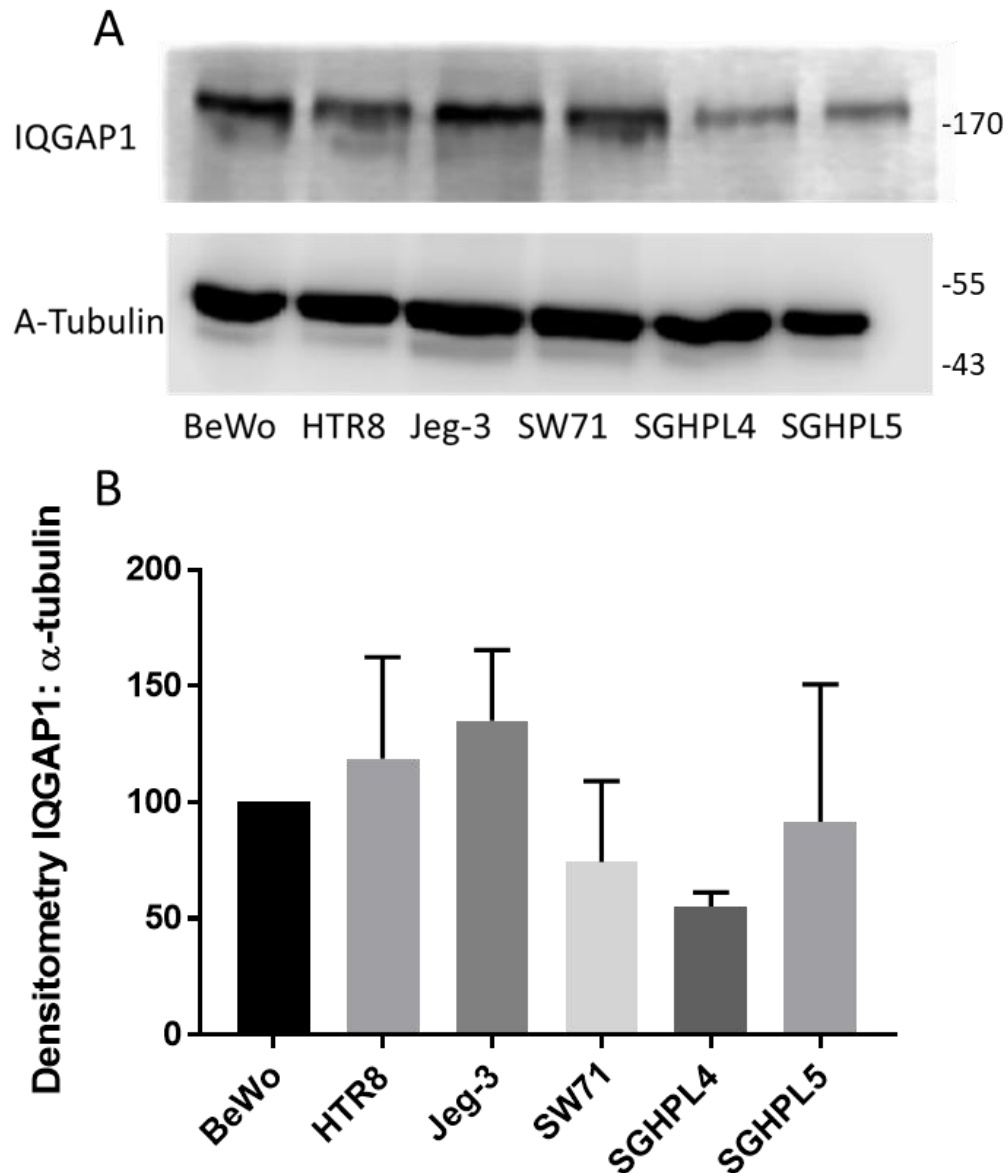 A
IQGAP1
-170
A-Tubulin
-55
-43
BeWo HTR8 Jeg-3 SW71 SGHPL4 SGHPL5
B
Densitometry IQGAP1: α-tubulin
200
150
100
50
0
BeWo
HTR8
Jeg-3
SW71
SGHPL4
SGHPL5